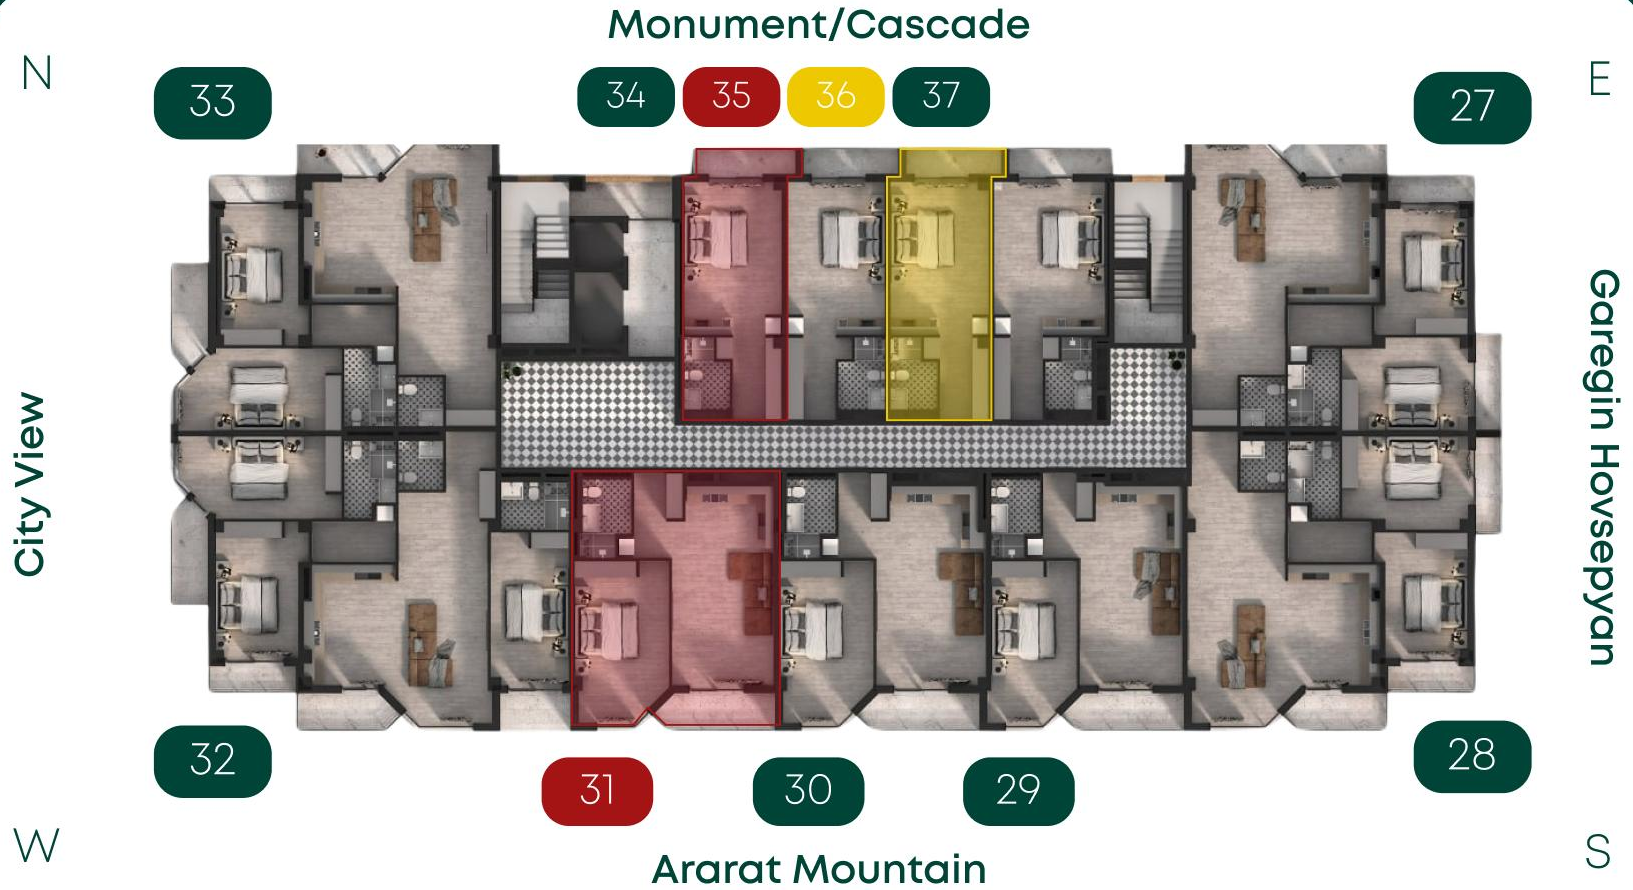 Monument/Cascade
N
E
33
34
35
36
37
27
City View
Garegin Hovsepyan
32
31
30
29
28
W
S
Ararat Mountain